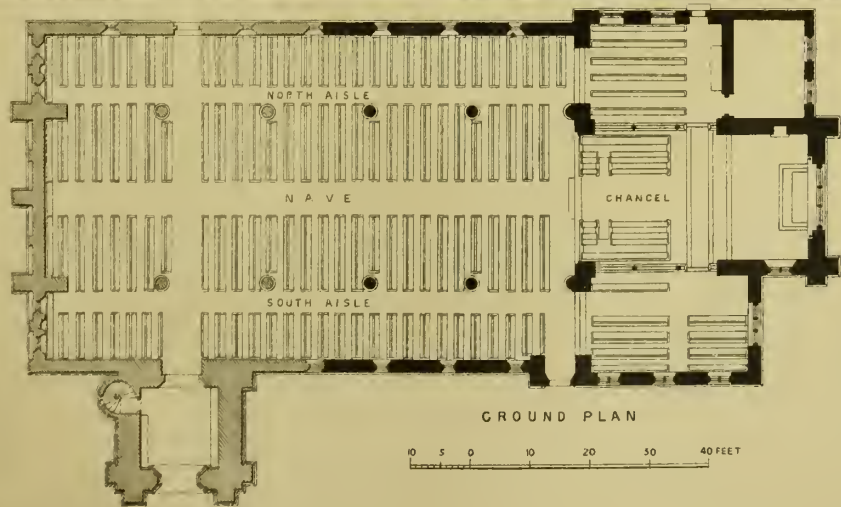 NORTH AISLE
NAVE
CHANCEL
SOUTH AISLE
GROUND PLAN
10 5 0 10 20 30 40 FEET